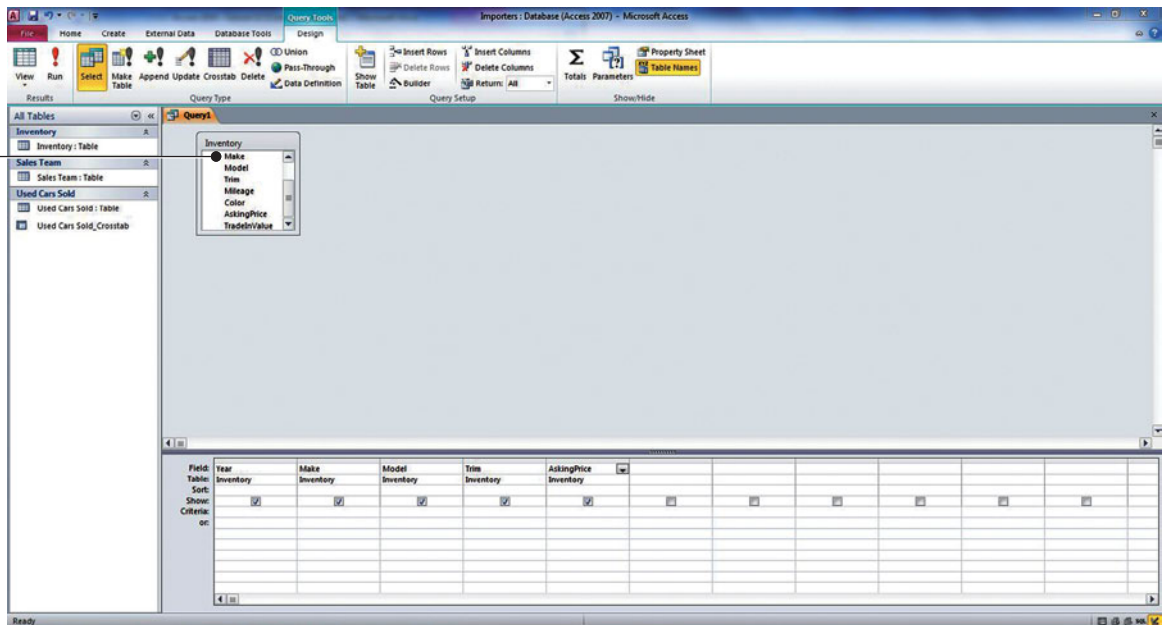 Query Tools
Importers : Database (Access 2007) - Microsoft Access
File Home Create External Data Database Tools Design
View Run Select Make Table Append Update Crosstab Delete
Union
Pass-Through
Data Definition
Show Table
Insert Rows
Delete Rows
Builder
Insert Columns
Delete Columns
Return: All
Totals Parameters
Property Sheet
Table Names
Results Query Type Query Setup Show/Hide
All Tables
Inventory
Inventory : Table
Sales Team
Sales Team : Table
Used Cars Sold
Used Cars Sold : Table
Used Cars Sold_Crosstab
Query1
Inventory
Make
Model
Trim
Mileage
Color
AskingPrice
TradeInValue
Field: Year Make Model Trim AskingPrice
Table: Inventory Inventory Inventory Inventory Inventory
Sort:
Show:
Criteria:
or:
Ready